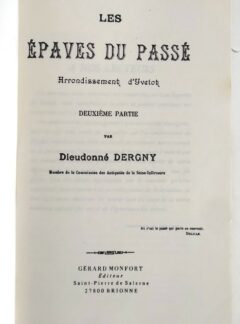 LES
ÉPAVES DU PASSÉ
Arrondissement d'Yvetot
DEUXIÈME PARTIE
PAR
Dieudonné DERGNY
Membre de la Commission des Antiquités de la Seine-Inférieure
GÉRARD MONFORT
Éditeur
Saint-Pierre de Salerne
27800 BRIONNE